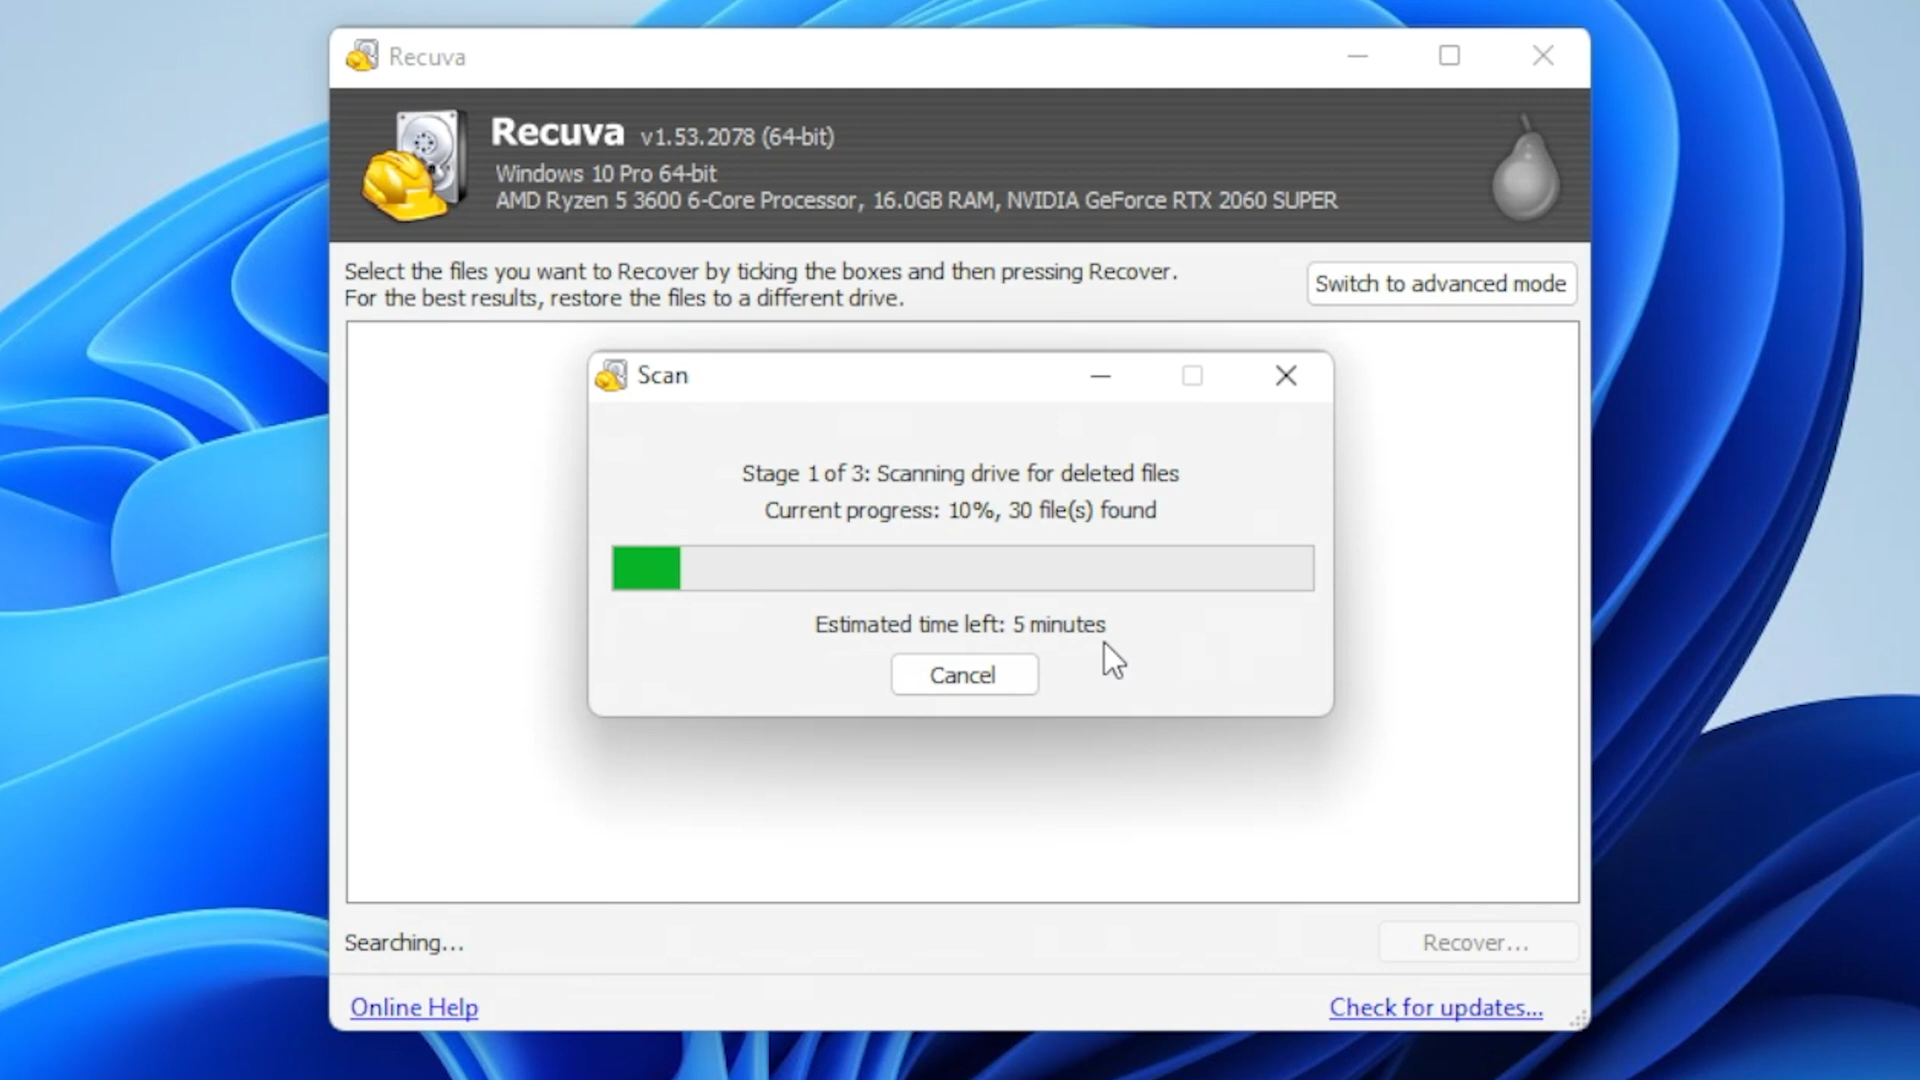 Recuva
Recuva v1.53.2078 (64-bit)
Windows 10 Pro 64-bit
AMD Ryzen 5 3600 6-Core Processor, 16.0GB RAM, NVIDIA GeForce RTX 2060 SUPER
Select the files you want to Recover by ticking the boxes and then pressing Recover.
For the best results, restore the files to a different drive.
Switch to advanced mode
Scan
Stage 1 of 3: Scanning drive for deleted files
Current progress: 10%, 30 file(s) found
Estimated time left: 5 minutes
Cancel
Searching...
Recover...
Online Help
Check for updates...